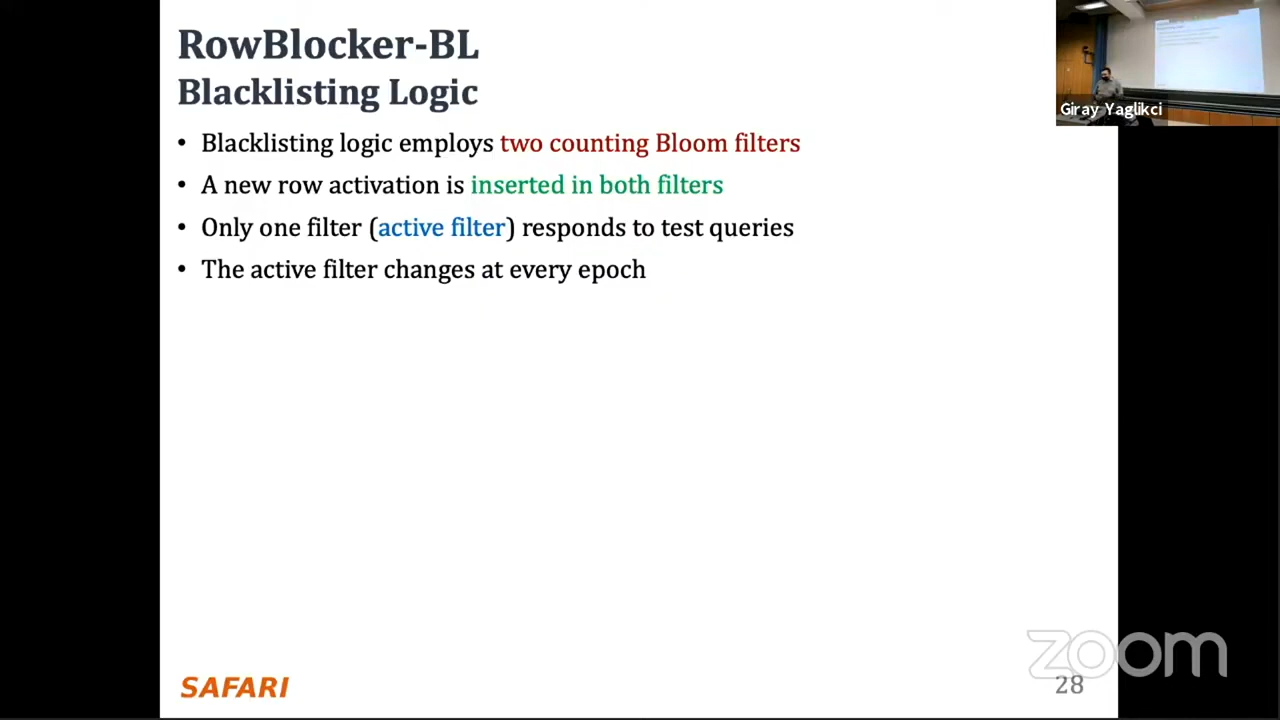 RowBlocker-BL
Blacklisting Logic
• Blacklisting logic employs two counting Bloom filters
• A new row activation is inserted in both filters
• Only one filter (active filter) responds to test queries
• The active filter changes at every epoch
Giray Yaglikci
SAFARI
zoom
28